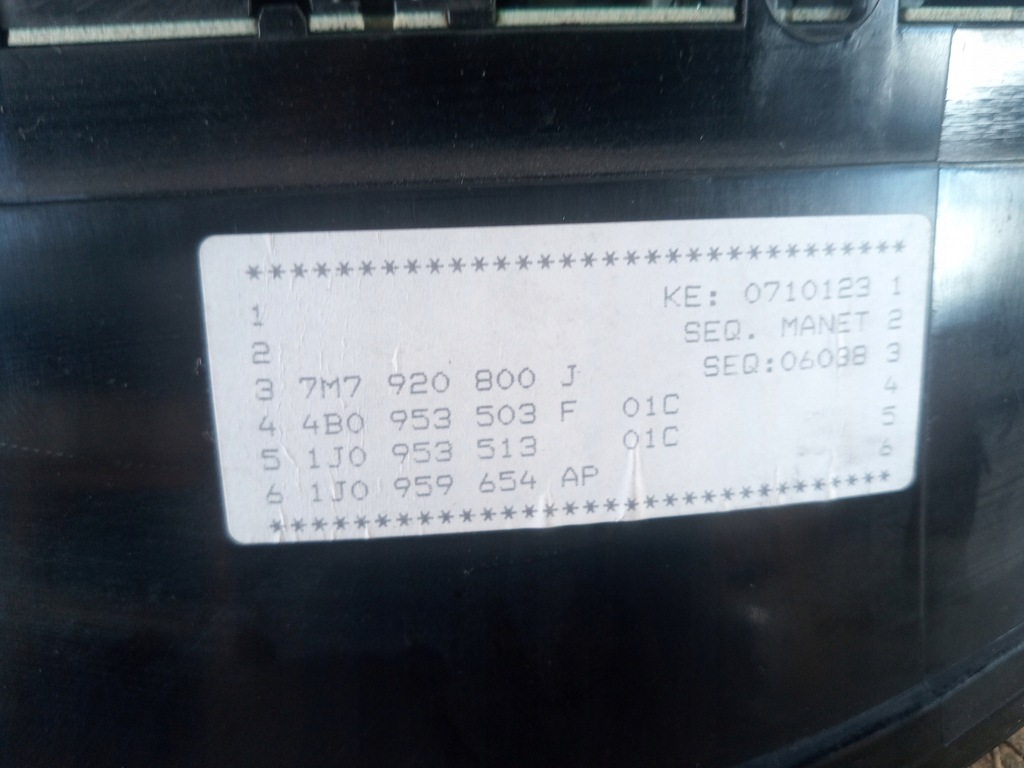 *******************************
1 KE: 0710123 1
2 SEQ. MANET 2
3 7M7 920 800 J SEQ:06038 3
4 4B0 953 503 F 01C 4
5 1J0 953 513 01C 5
6 1J0 959 654 AP 6
*******************************